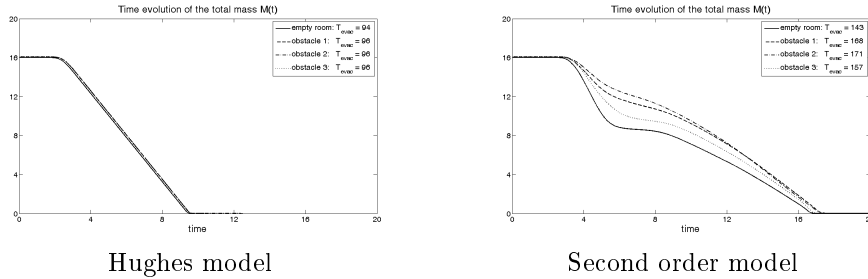 Time evolution of the total mass M(t)
20
16
12
8
4
0
0 4 8 12 16 20
time
empty room: T_evac = 94
obstacle 1: T_evac = 96
obstacle 2: T_evac = 96
obstacle 3: T_evac = 96
Hughes model
Time evolution of the total mass M(t)
20
16
12
8
4
0
0 4 8 12 16 20
time
empty room: T_evac = 143
obstacle 1: T_evac = 168
obstacle 2: T_evac = 171
obstacle 3: T_evac = 157
Second order model